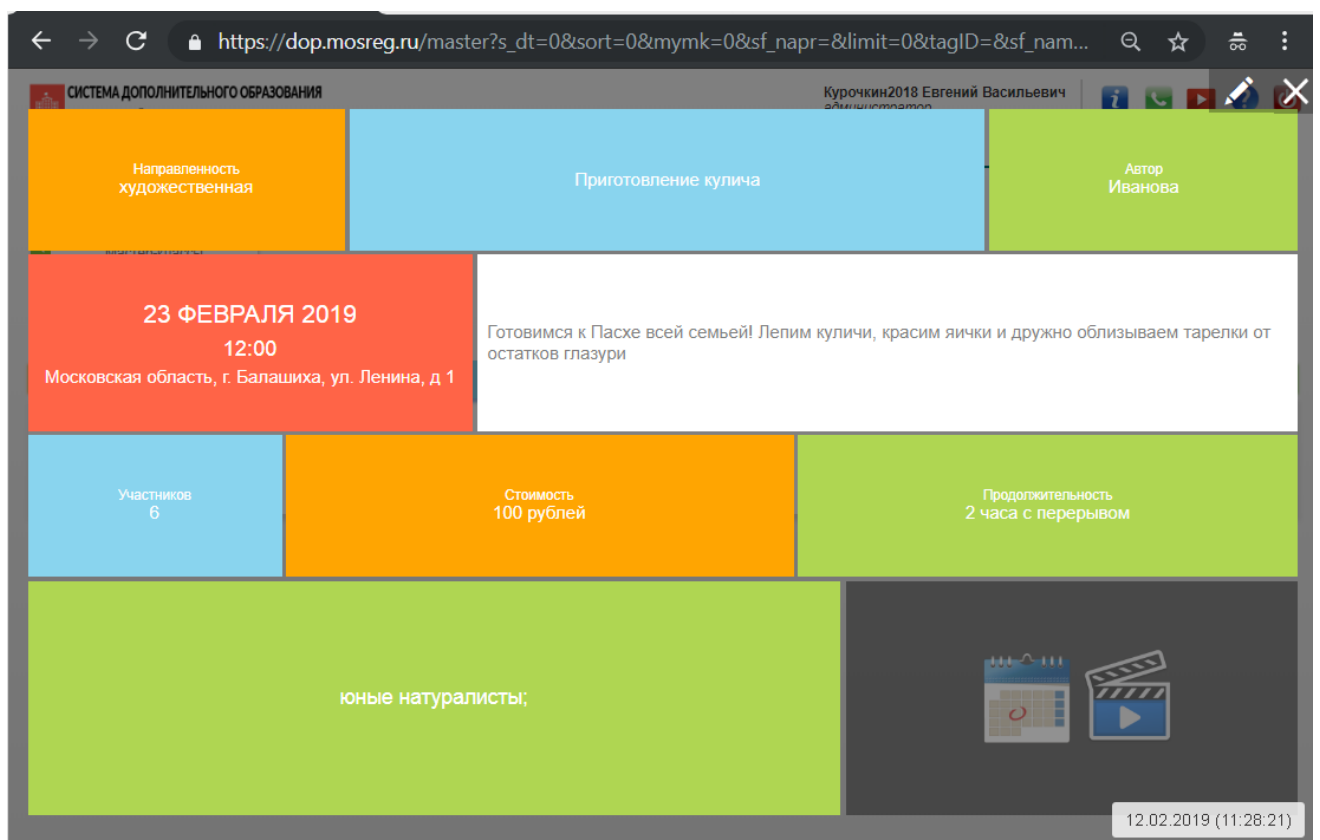 https://dop.mosreg.ru/master?s_dt=0&sort=0&mymk=0&sf_napr=&limit=0&tagID=&sf_nam...
СИСТЕМА ДОПОЛНИТЕЛЬНОГО ОБРАЗОВАНИЯ
Курочкин2018 Евгений Васильевич
администратор
Направленность
художественная
Приготовление кулича
Автор
Иванова
23 ФЕВРАЛЯ 2019
12:00
Московская область, г. Балашиха, ул. Ленина, д 1
Готовимся к Пасхе всей семьей! Лепим куличи, красим яички и дружно облизываем тарелки от
остатков глазури
Участников
6
Стоимость
100 рублей
Продолжительность
2 часа с перерывом
юные натуралисты;
12.02.2019 (11:28:21)